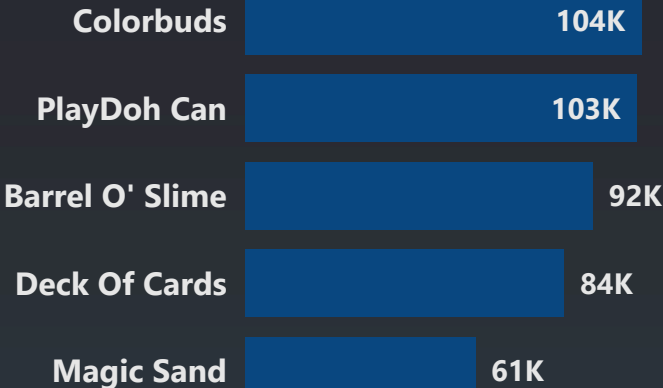 Colorbuds 104K
PlayDoh Can 103K
Barrel O' Slime 92K
Deck Of Cards 84K
Magic Sand 61K